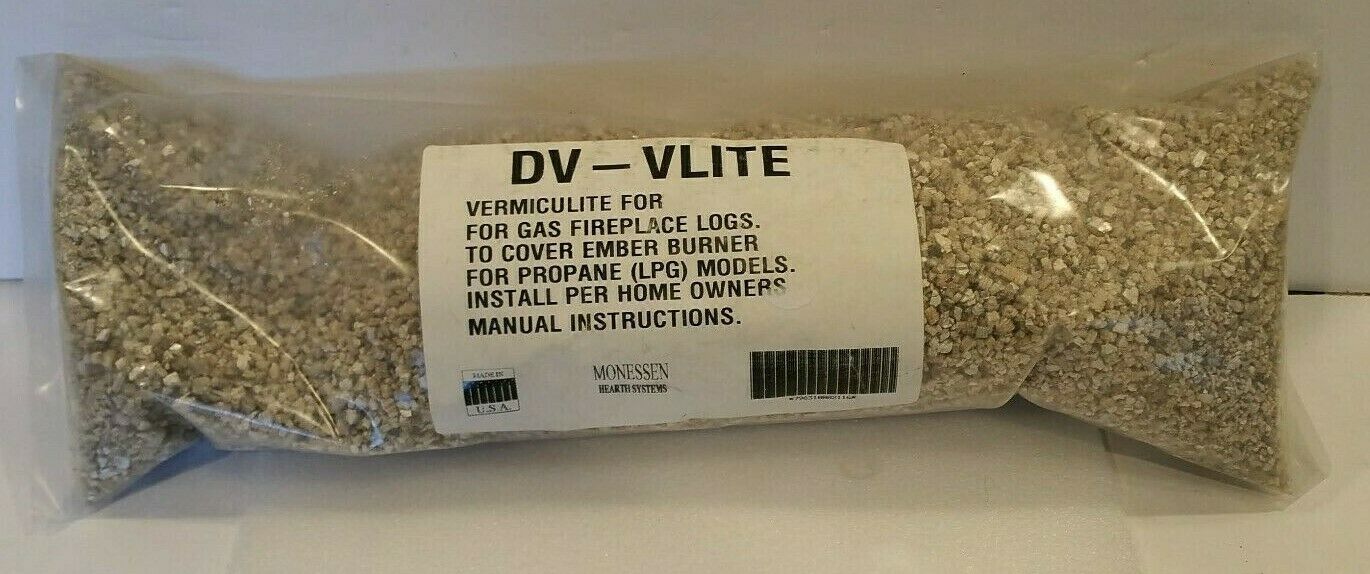 DV – VLITE
VERMICULITE FOR
FOR GAS FIREPLACE LOGS.
TO COVER EMBER BURNER
FOR PROPANE (LPG) MODELS.
INSTALL PER HOME OWNERS
MANUAL INSTRUCTIONS.
MADE IN
U.S.A.
MONESSEN
HEARTH SYSTEMS